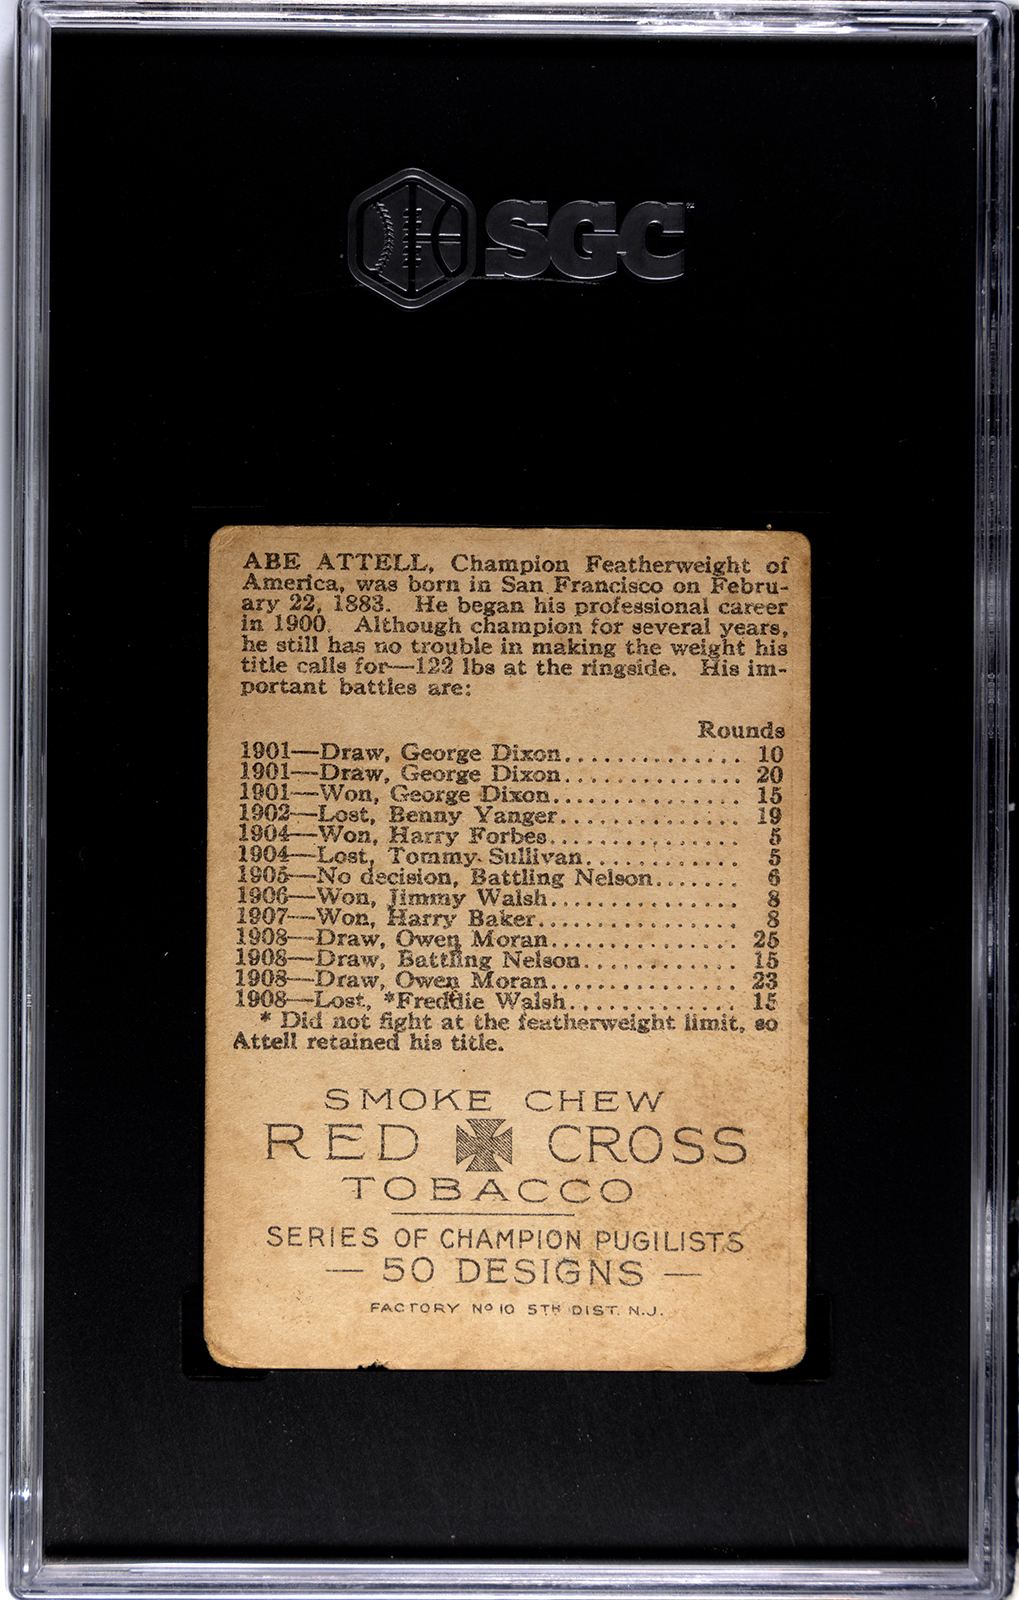 SGC™
ABE ATTELL, Champion Featherweight of
America, was born in San Francisco on Febru-
ary 22, 1883. He began his professional career
in 1900. Although champion for several years,
he still has no trouble in making the weight his
title calls for—122 lbs at the ringside. His im-
portant battles are:
Rounds
1901—Draw, George Dixon.............. 10
1901—Draw, George Dixon.............. 20
1901—Won, George Dixon............... 15
1902—Lost, Benny Yanger.............. 19
1904—Won, Harry Forbes............... 5
1904—Lost, Tommy Sullivan............ 5
1905—No decision, Battling Nelson....... 6
1906—Won, Jimmy Walsh............... 8
1907—Won, Harry Baker................ 8
1908—Draw, Owen Moran............... 25
1908—Draw, Battling Nelson............ 15
1908—Draw, Owen Moran............... 23
1908—Lost, *Freddie Walsh............. 15
* Did not fight at the featherweight limit, so
Attell retained his title.
SMOKE CHEW
RED CROSS
TOBACCO
SERIES OF CHAMPION PUGILISTS
— 50 DESIGNS —
FACTORY Nº 10 5TH DIST. N.J.